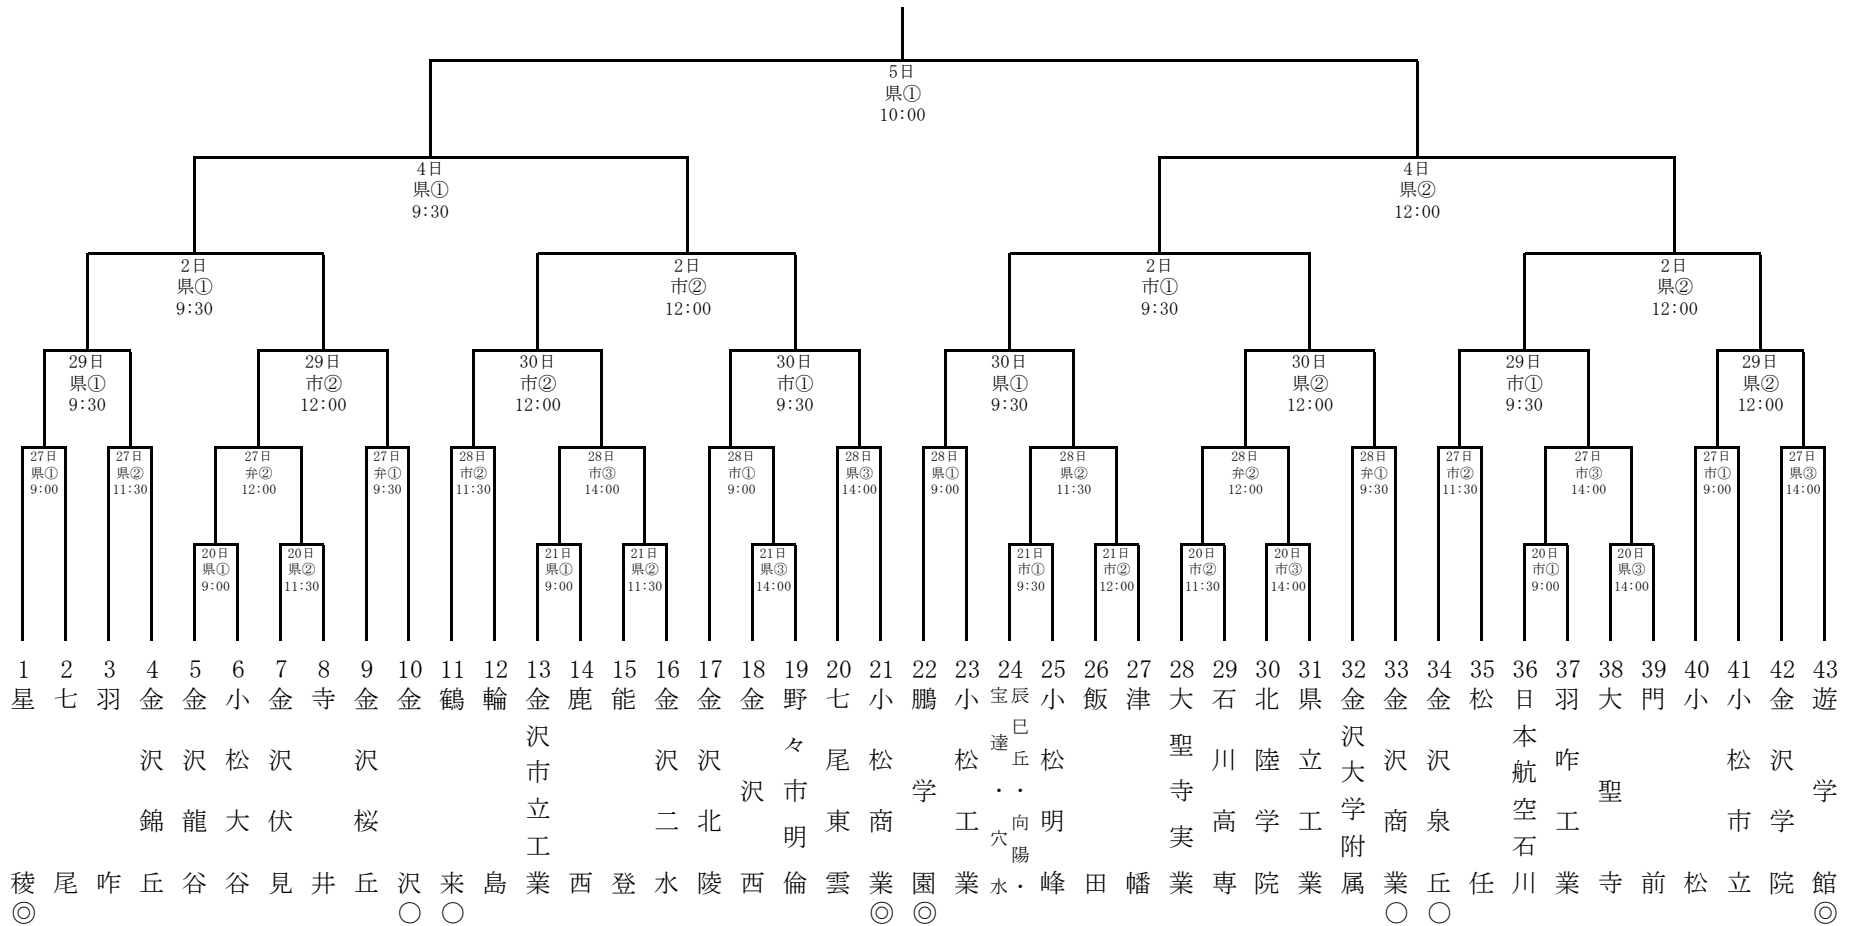 5日
県①
10:00
4日
県①
9:30
4日
県②
12:00
2日
県①
9:30
2日
市②
12:00
2日
市①
9:30
2日
県②
12:00
29日
県①
9:30
29日
市②
12:00
30日
市②
12:00
30日
市①
9:30
30日
県①
9:30
30日
県②
12:00
29日
市①
9:30
29日
県②
12:00
27日
県①
9:00
27日
県②
11:30
27日
弁②
12:00
27日
弁①
9:30
28日
市②
11:30
28日
市③
14:00
28日
市①
9:00
28日
県③
14:00
28日
県①
9:00
28日
県②
11:30
28日
弁②
12:00
28日
弁①
9:30
27日
市②
11:30
27日
市③
14:00
27日
市①
9:00
27日
県③
14:00
20日
県①
9:00
20日
県②
11:30
21日
県①
9:00
21日
県②
11:30
21日
県③
14:00
21日
市①
9:30
21日
市②
12:00
20日
市②
11:30
20日
市③
14:00
20日
市①
9:00
20日
県③
14:00
1 星稜◎
2 七尾
3 羽咋
4 金沢錦丘
5 金沢龍谷
6 小松大谷
7 金沢伏見
8 寺井
9 金沢桜丘
10 金沢○
11 鶴来○
12 輪島
13 金沢市立工業
14 鹿西
15 能登
16 金沢二水
17 金沢北陵
18 金沢西
19 野々市明倫
20 七尾東雲
21 小松商業◎
22 鵬学園◎
23 小松工業
24 辰巳丘・向陽・
宝達・穴水
25 小松明峰
26 飯田
27 津幡
28 大聖寺実業
29 石川高専
30 北陸学院
31 県立工業
32 金沢大学附属
33 金沢商業○
34 金沢泉丘○
35 松任
36 日本航空石川
37 羽咋工業
38 大聖寺
39 門前
40 小松
41 小松市立
42 金沢学院
43 遊学館◎